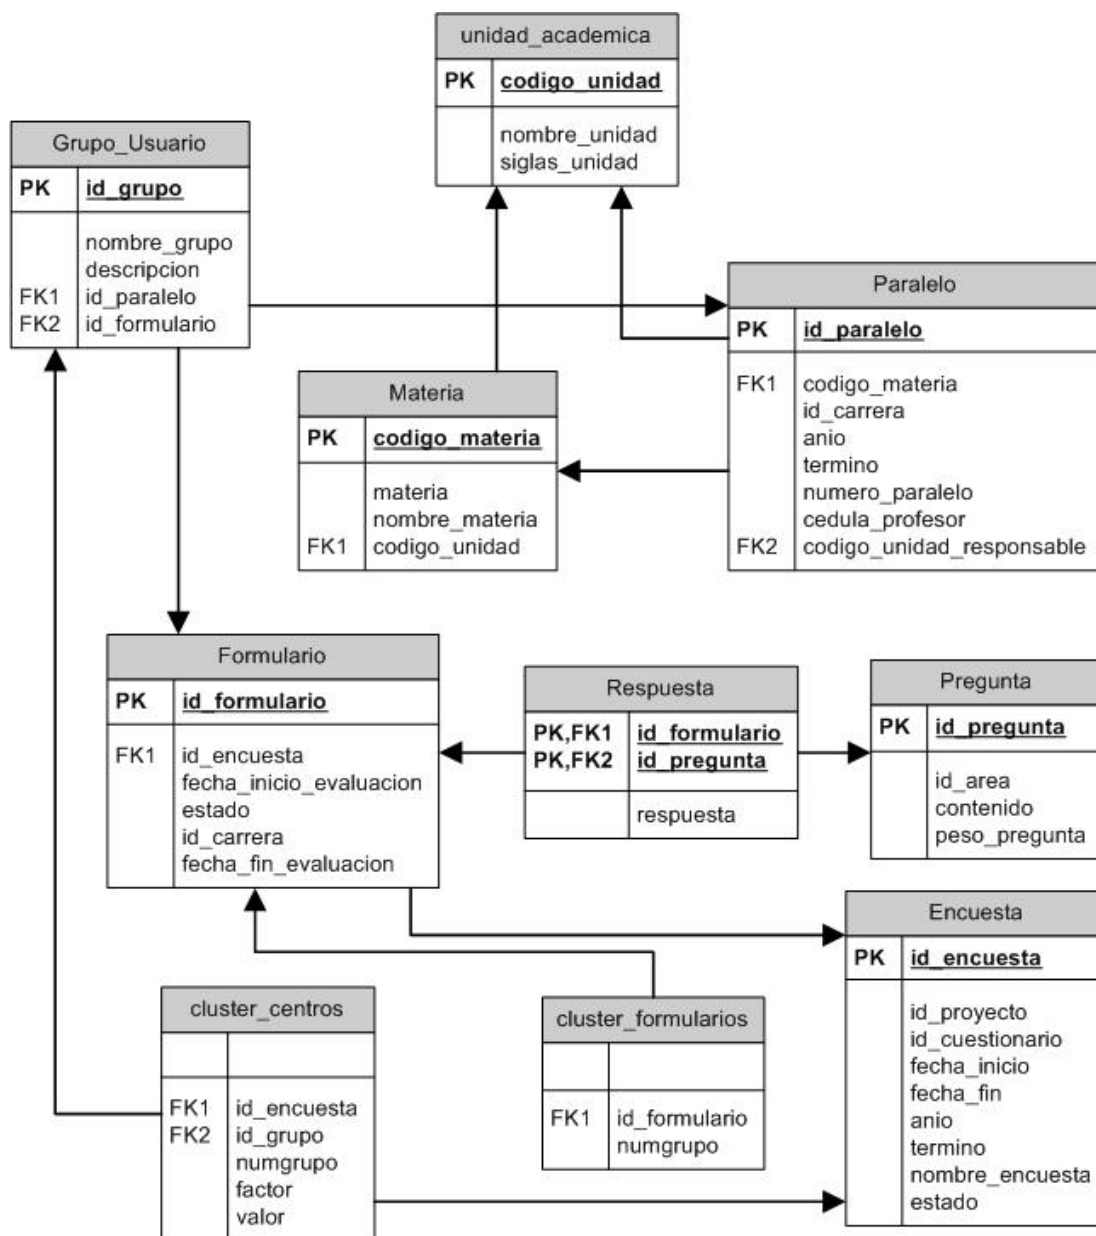 unidad_academica
PK codigo_unidad
nombre_unidad
siglas_unidad
Grupo_Usuario
PK id_grupo
nombre_grupo
descripcion
FK1 id_paralelo
FK2 id_formulario
Paralelo
PK id_paralelo
FK1 codigo_materia
id_carrera
anio
termino
numero_paralelo
cedula_profesor
FK2 codigo_unidad_responsable
Materia
PK codigo_materia
materia
nombre_materia
FK1 codigo_unidad
Formulario
PK id_formulario
FK1 id_encuesta
fecha_inicio_evaluacion
estado
id_carrera
fecha_fin_evaluacion
Respuesta
PK,FK1 id_formulario
PK,FK2 id_pregunta
respuesta
Pregunta
PK id_pregunta
id_area
contenido
peso_pregunta
Encuesta
PK id_encuesta
id_proyecto
id_cuestionario
fecha_inicio
fecha_fin
anio
termino
nombre_encuesta
estado
cluster_centros
FK1 id_encuesta
FK2 id_grupo
numgrupo
factor
valor
cluster_formularios
FK1 id_formulario
numgrupo